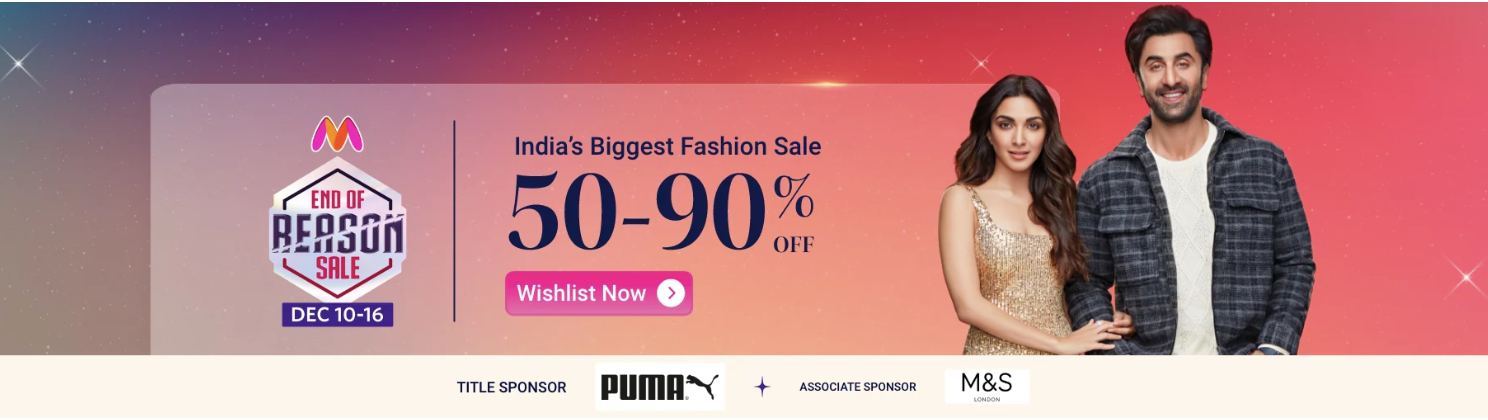 END OF
REASON
SALE
DEC 10-16
India's Biggest Fashion Sale
50-90%
OFF
Wishlist Now
TITLE SPONSOR
PUMA
ASSOCIATE SPONSOR
M&S
LONDON